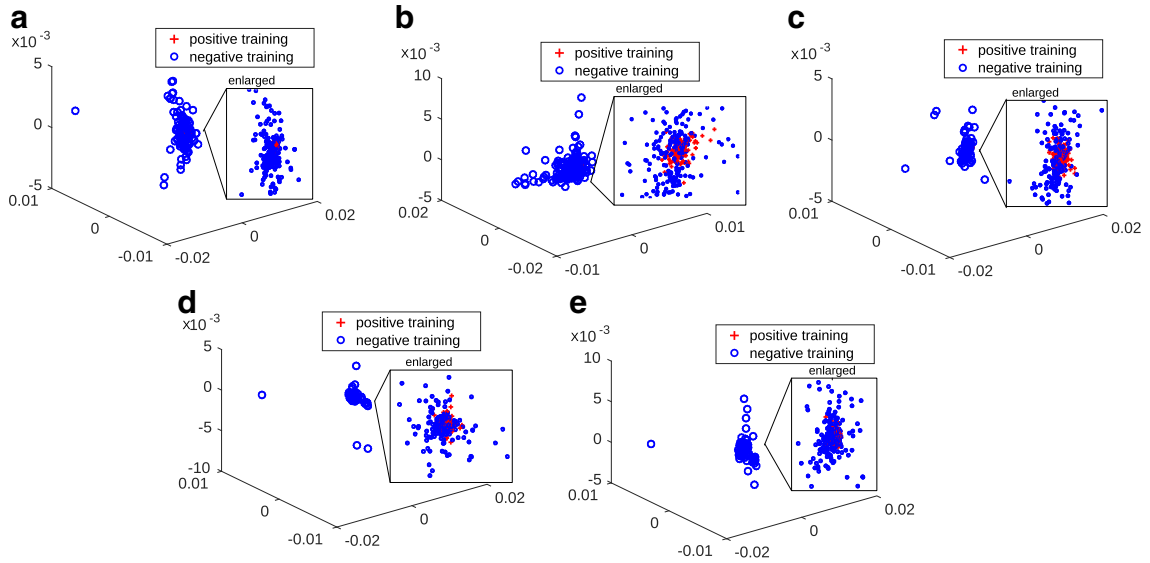 a
x10 -3
positive training
negative training
enlarged
5
0
-5
0.01
0
-0.01
-0.02
0
0.02
b
x10 -3
positive training
negative training
enlarged
10
5
0
-5
0.02
0
-0.02
-0.01
0
0.01
c
x10 -3
positive training
negative training
enlarged
5
0
-5
0.01
0
-0.01
-0.02
0
0.02
d
x10 -3
positive training
negative training
enlarged
5
0
-5
-10
0.01
0
-0.01
-0.02
0
0.02
e
x10 -3
positive training
negative training
enlarged
10
5
0
-5
0.01
0
-0.01
-0.02
0
0.02